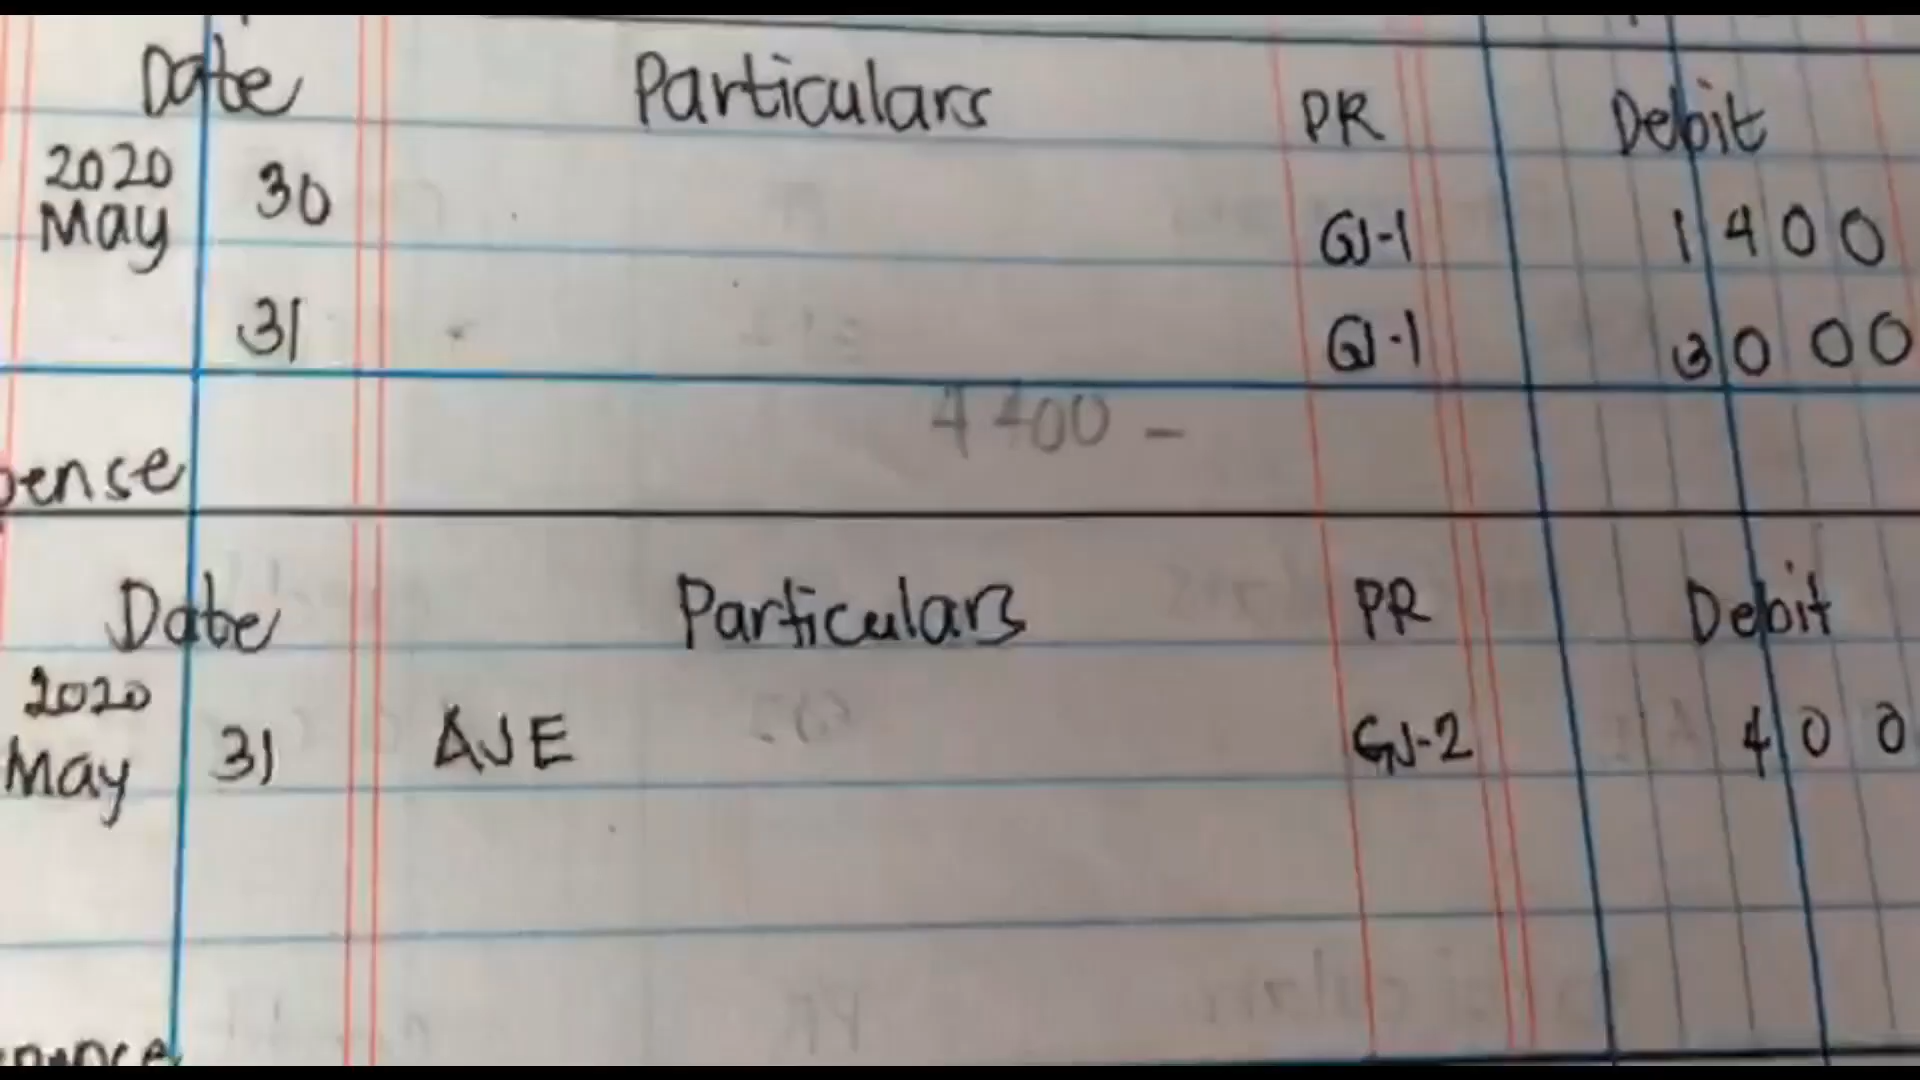 Date Particulars PR Debit
2020
May 30 GJ-1 1400
31 GJ-1 3000
4400 -
pense
Date Particulars PR Debit
2020
May 31 AJE GJ-2 400